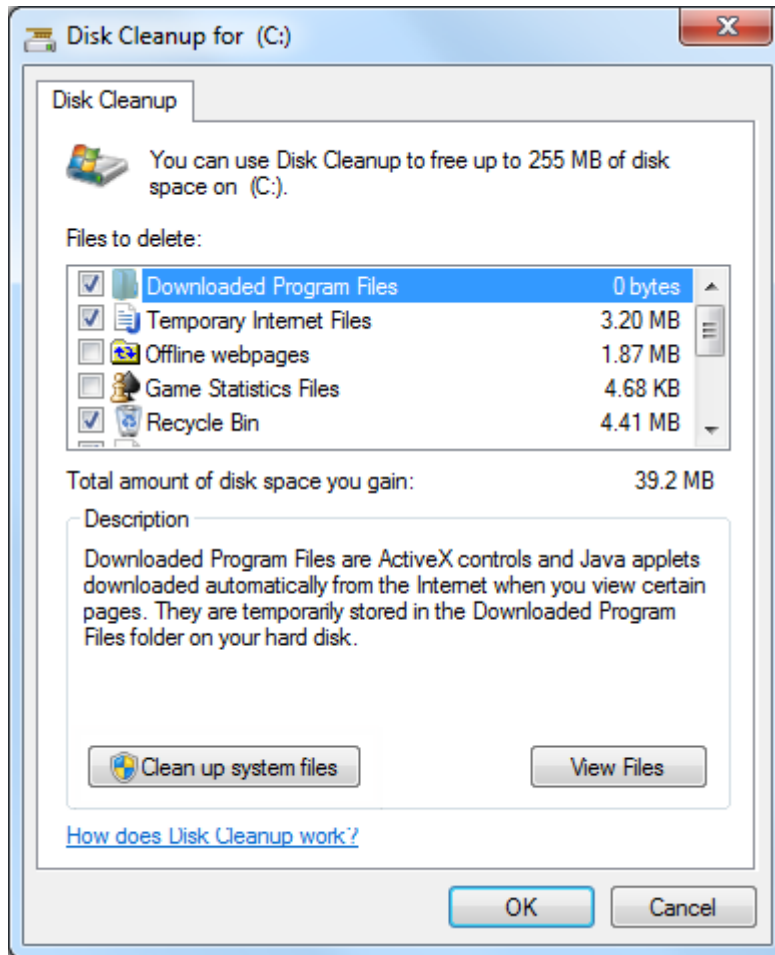 Disk Cleanup for (C:)
Disk Cleanup
You can use Disk Cleanup to free up to 255 MB of disk
space on (C:).
Files to delete:
Downloaded Program Files 0 bytes
Temporary Internet Files 3.20 MB
Offline webpages 1.87 MB
Game Statistics Files 4.68 KB
Recycle Bin 4.41 MB
Total amount of disk space you gain: 39.2 MB
Description
Downloaded Program Files are ActiveX controls and Java applets
downloaded automatically from the Internet when you view certain
pages. They are temporarily stored in the Downloaded Program
Files folder on your hard disk.
Clean up system files View Files
How does Disk Cleanup work?
OK Cancel